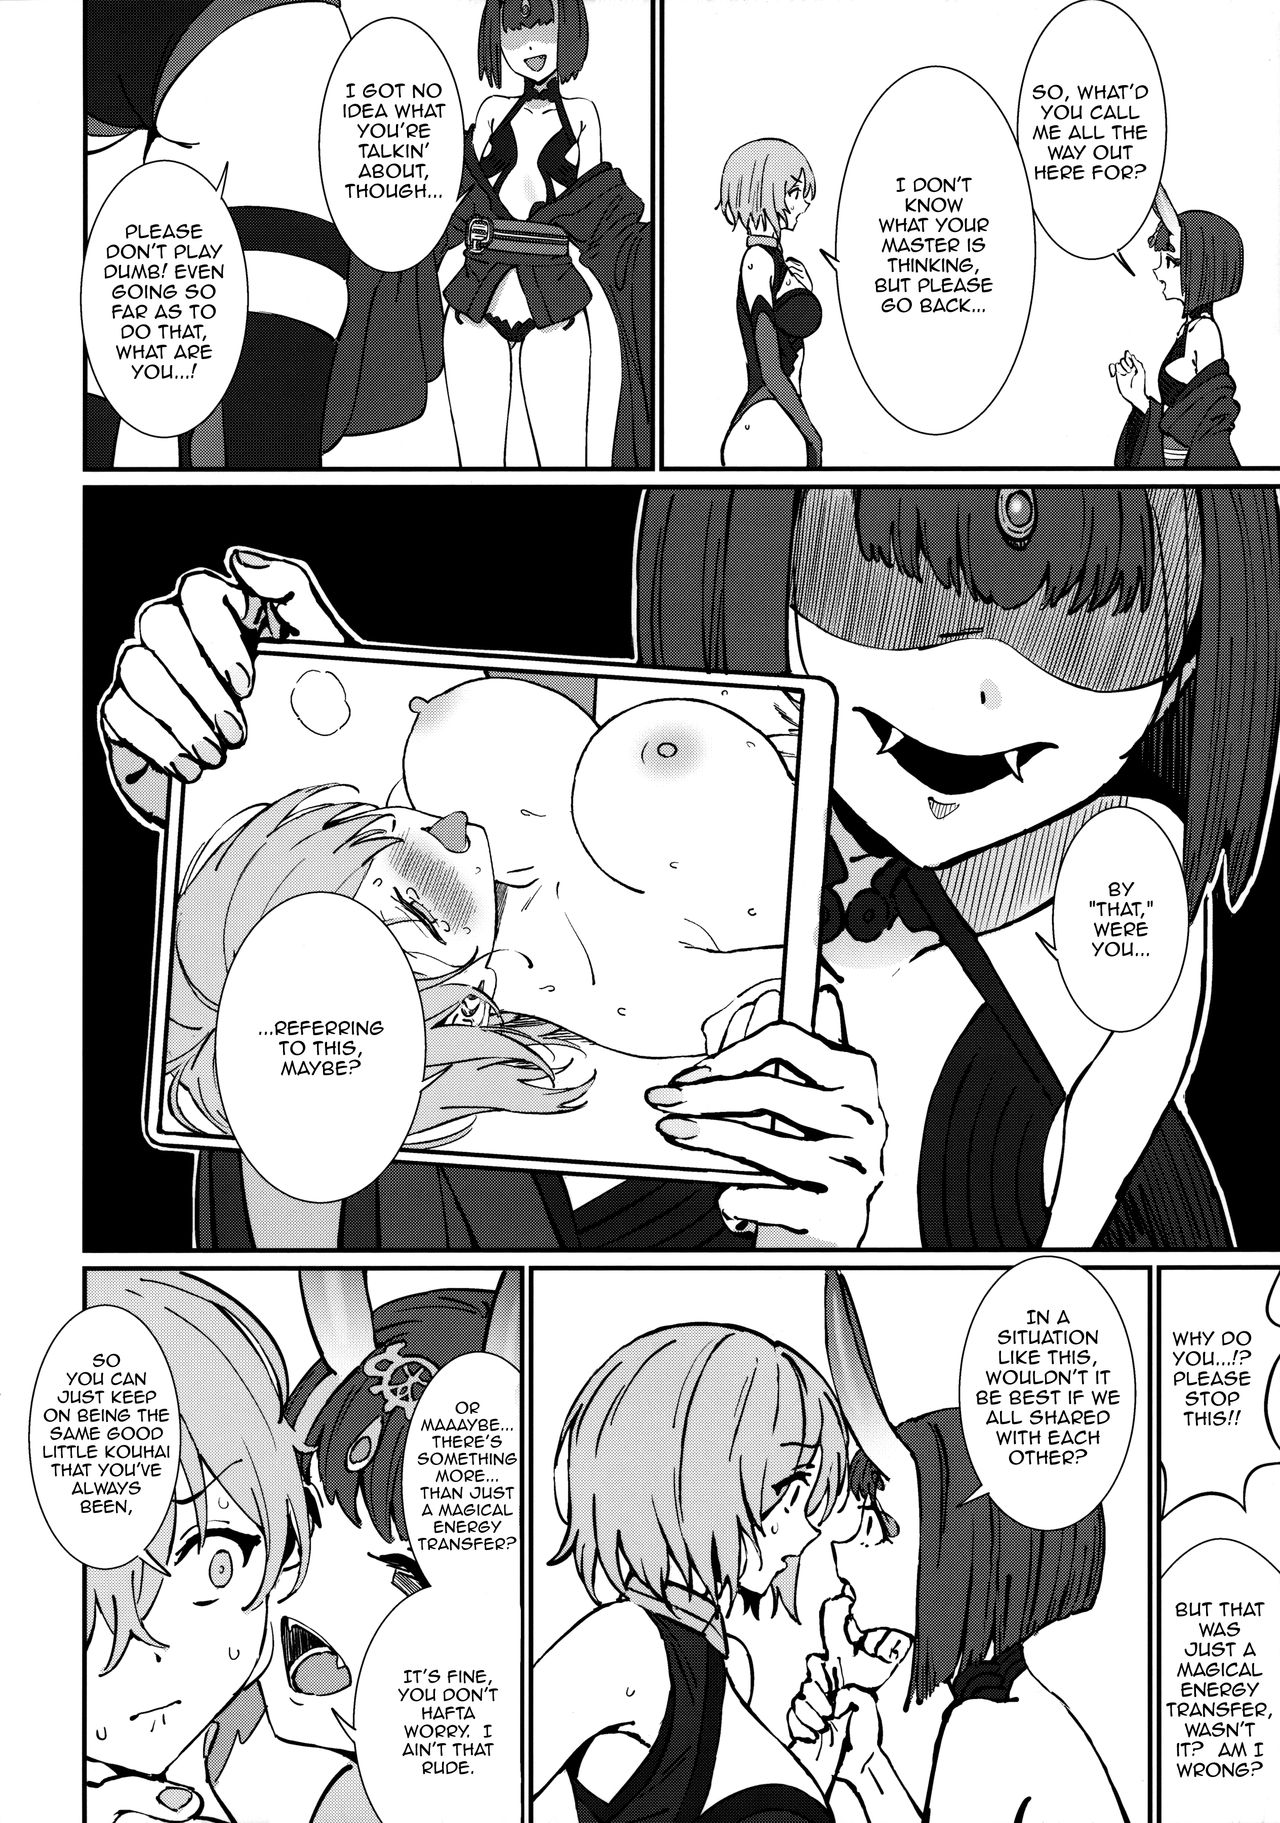 SO, WHAT'D
YOU CALL
ME ALL THE
WAY OUT
HERE FOR?
I DON'T
KNOW
WHAT YOUR
MASTER IS
THINKING,
BUT PLEASE
GO BACK...
I GOT NO
IDEA WHAT
YOU'RE
TALKIN'
ABOUT,
THOUGH...
PLEASE
DON'T PLAY
DUMB! EVEN
GOING SO
FAR AS TO
DO THAT,
WHAT ARE
YOU...!
BY
"THAT,"
WERE
YOU...
...REFERRING
TO THIS,
MAYBE?
WHY DO
YOU...!?
PLEASE
STOP
THIS!!
BUT THAT
WAS
JUST A
MAGICAL
ENERGY
TRANSFER,
WASN'T
IT? AM I
WRONG?
IN A
SITUATION
LIKE THIS,
WOULDN'T IT
BE BEST IF WE
ALL SHARED
WITH EACH
OTHER?
OR
MAAAYBE...
THERE'S
SOMETHING
MORE...
THAN JUST
A MAGICAL
ENERGY
TRANSFER?
IT'S FINE,
YOU DON'T
HAFTA
WORRY. I
AIN'T THAT
RUDE.
SO
YOU CAN
JUST KEEP
ON BEING THE
SAME GOOD
LITTLE KOUHAI
THAT YOU'VE
ALWAYS
BEEN,